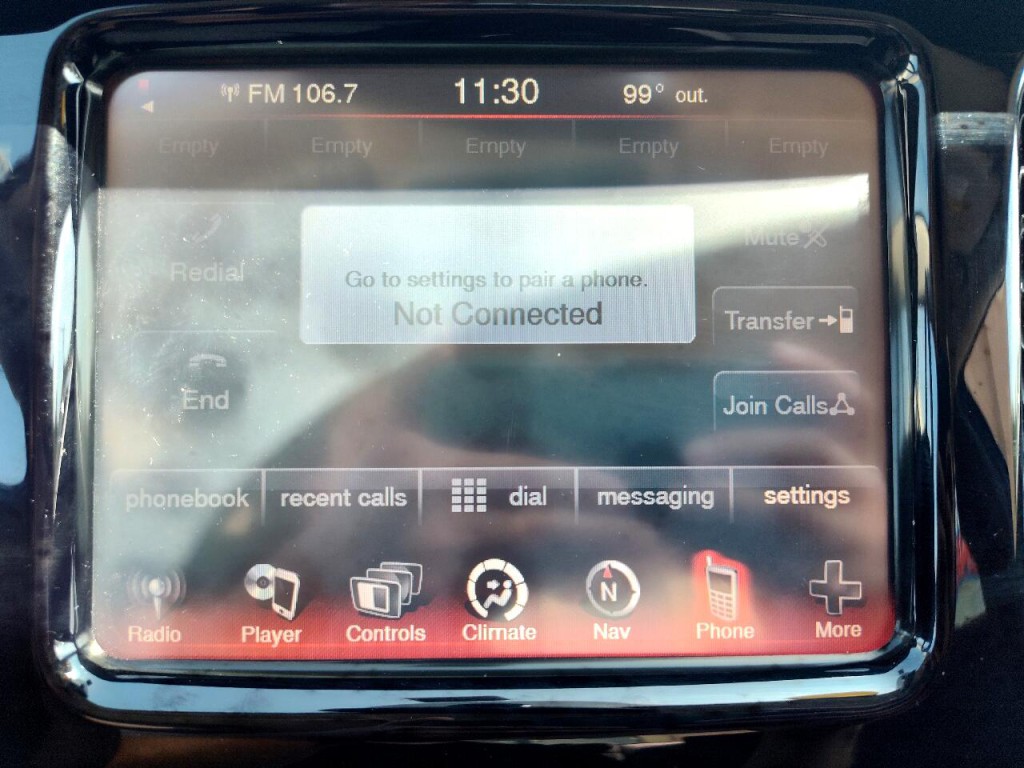 FM 106.7 11:30 99° out.
Empty Empty Empty Empty Empty
Redial
Go to settings to pair a phone.
Not Connected
Mute
Transfer
End
Join Calls
phonebook recent calls dial messaging settings
N
Radio Player Controls Climate Nav Phone More